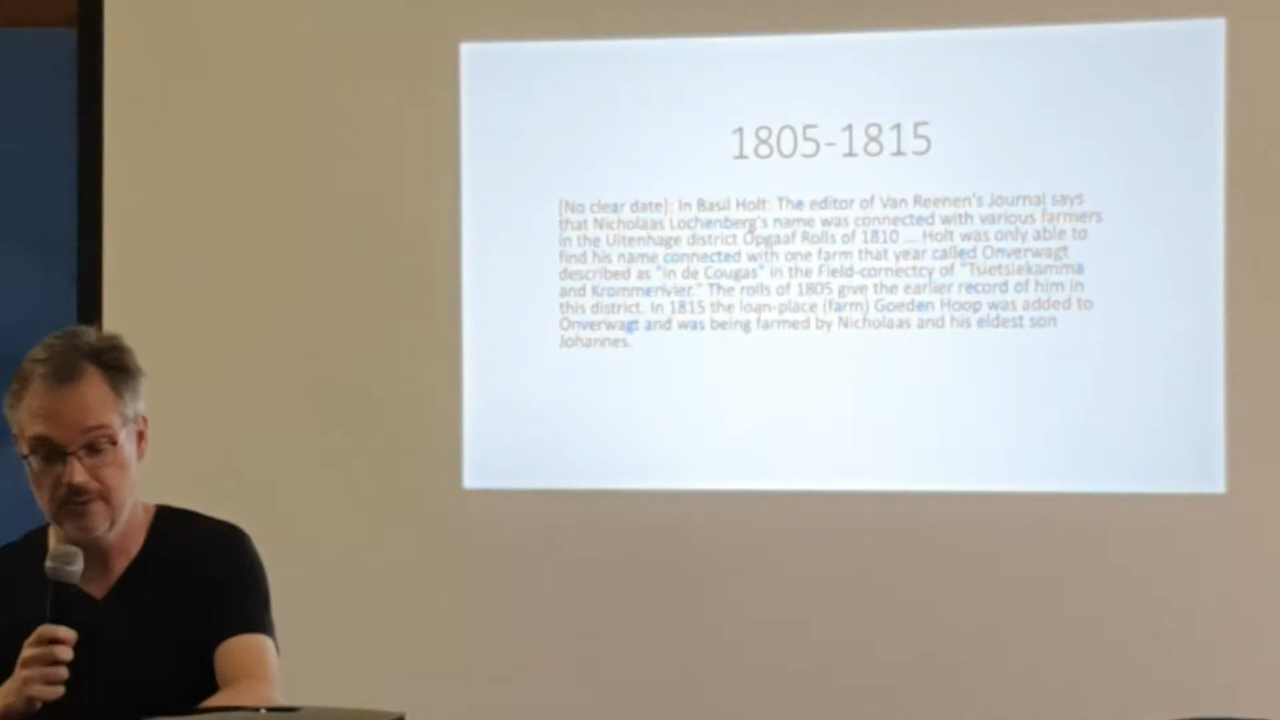 1805-1815
[No clear date]: In Basil Holt: The editor of Van Reenen's Journal says
that Nicholaas Lochenberg's name was connected with various farmers
in the Uitenhage district Opgaaf Rolls of 1810 ... Holt was only able to
find his name connected with one farm that year called Onverwagt
described as "in de Cougas" in the Field-cornectcy of "Tsietsiekamma
and Krommerivier." The rolls of 1805 give the earlier record of him in
this district. In 1815 the loan-place (farm) Goeden Hoop was added to
Onverwagt and was being farmed by Nicholaas and his eldest son
Johannes.